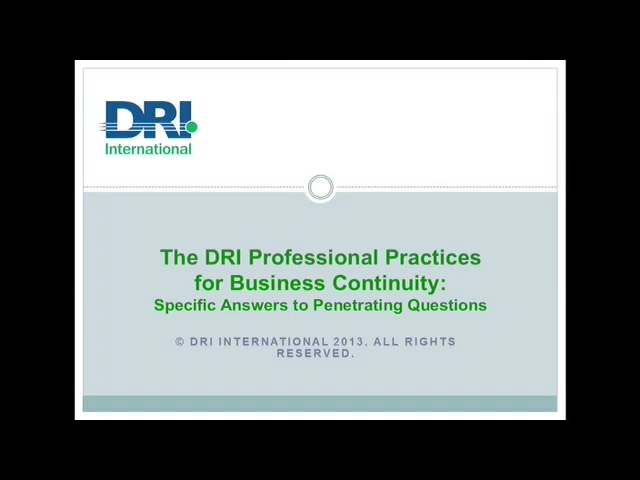 DRI
International
The DRI Professional Practices
for Business Continuity:
Specific Answers to Penetrating Questions
© DRI INTERNATIONAL 2013. ALL RIGHTS
RESERVED.